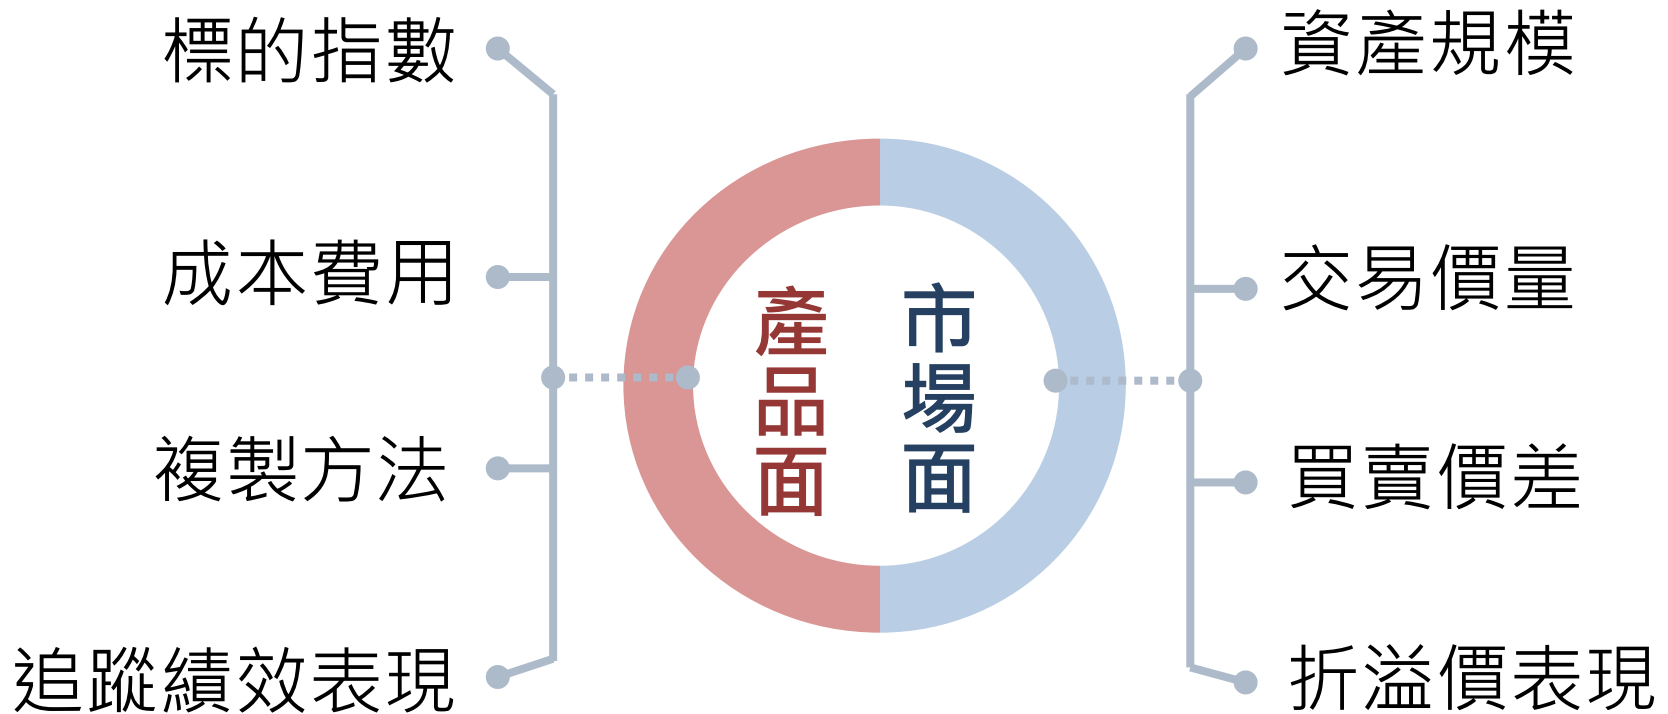 標的指數
成本費用
複製方法
追蹤績效表現
產品面
市場面
資產規模
交易價量
買賣價差
折溢價表現